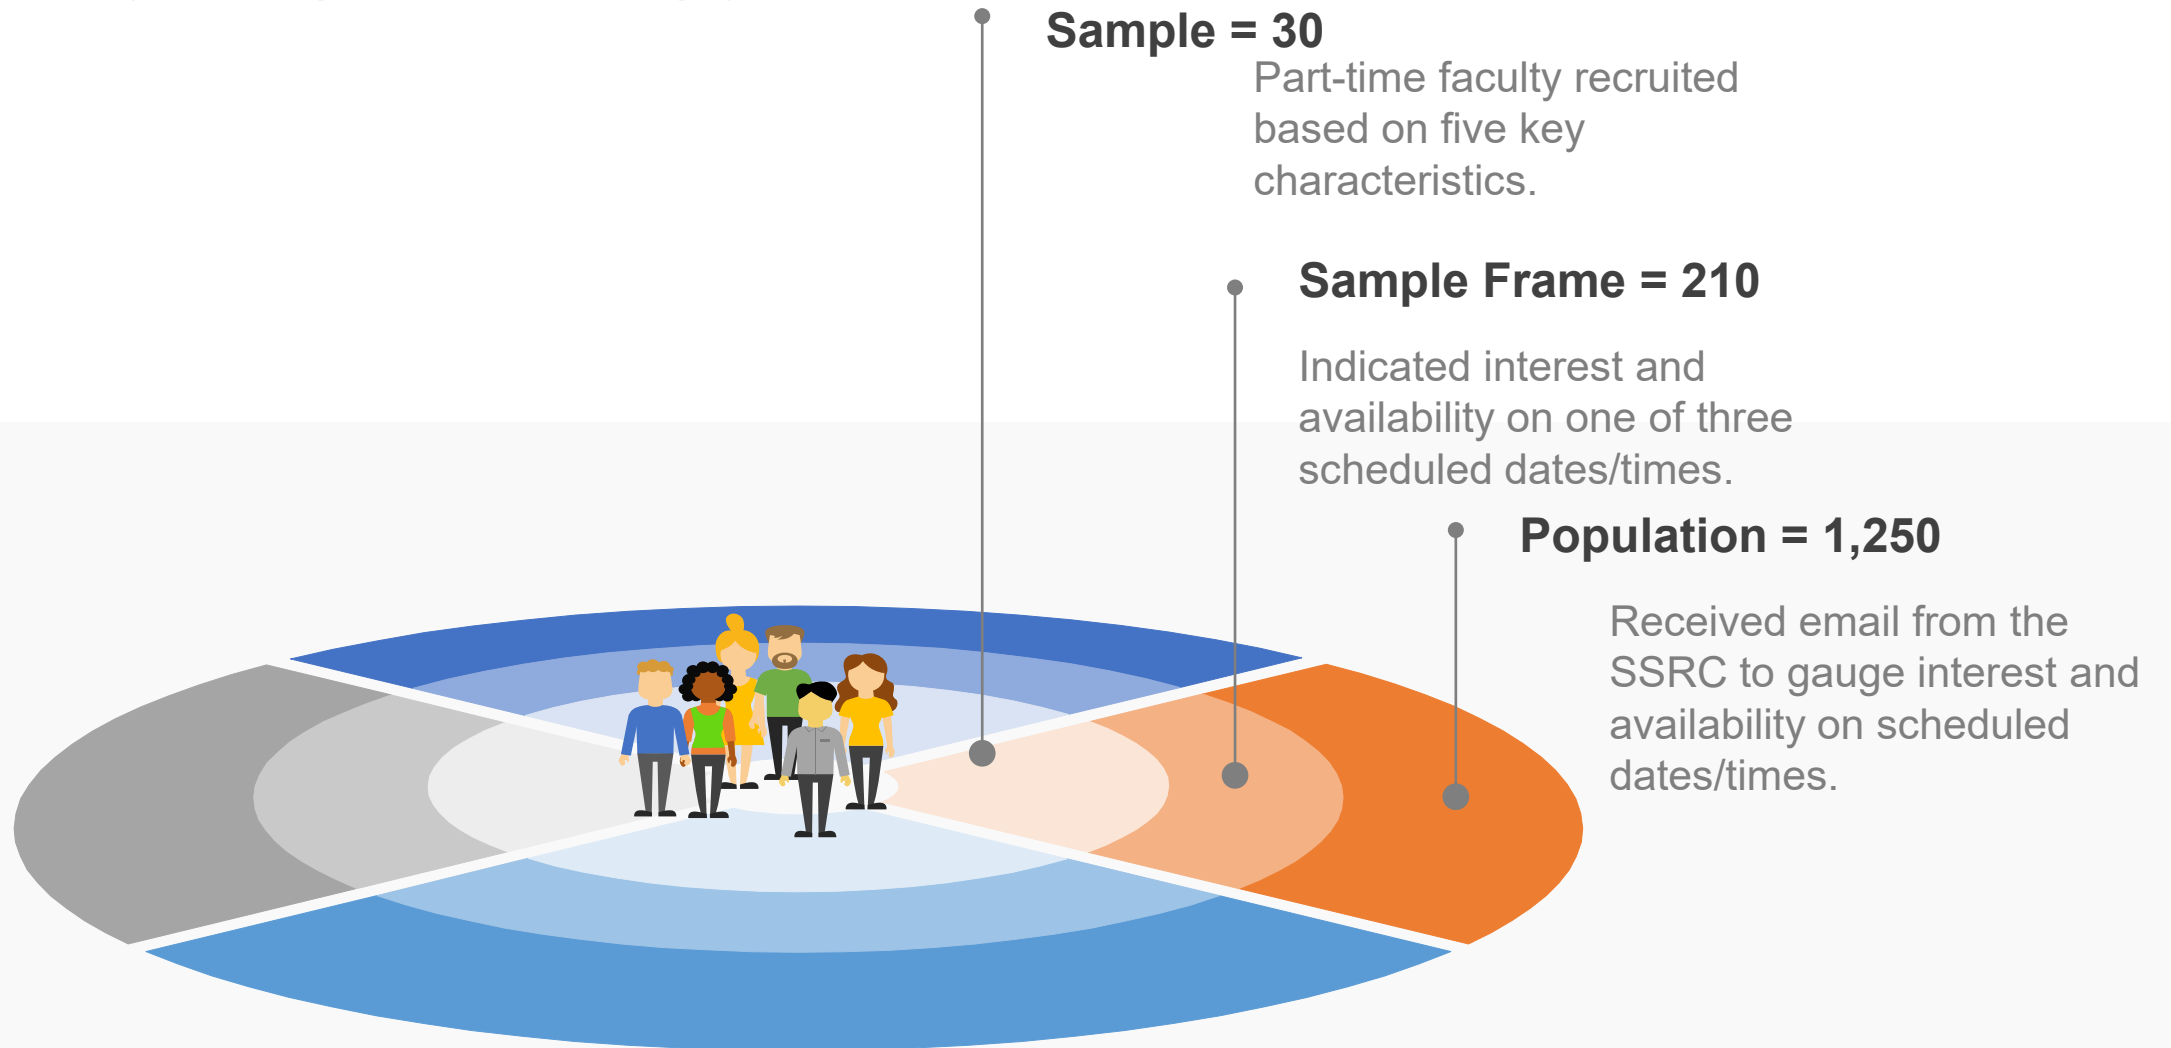 Sample = 30
Part-time faculty recruited
based on five key
characteristics.
Sample Frame = 210
Indicated interest and
availability on one of three
scheduled dates/times.
Population = 1,250
Received email from the
SSRC to gauge interest and
availability on scheduled
dates/times.